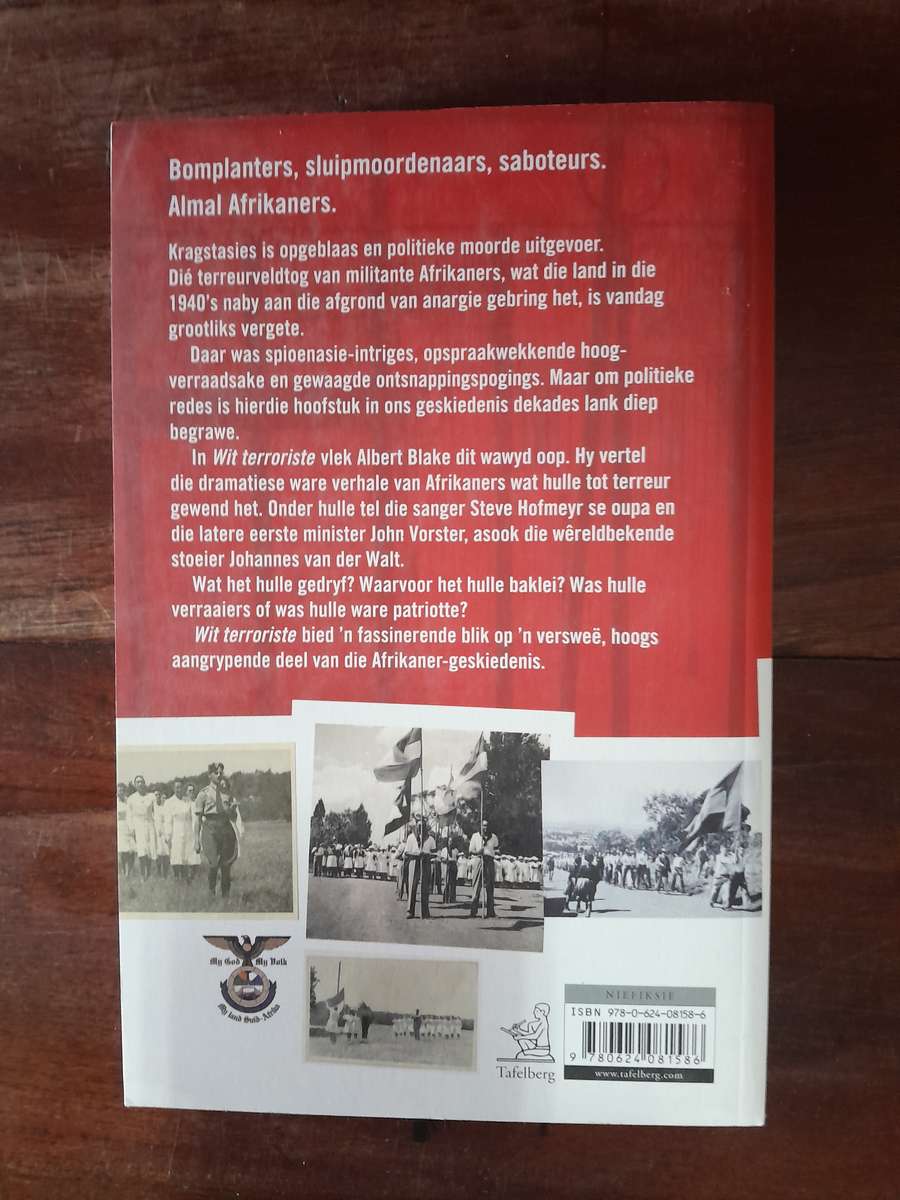 Bomplanters, sluipmoordenaars, saboteurs.
Almal Afrikaners.
Kragstasies is opgeblaas en politieke moorde uitgevoer.
Dié terreurveldtog van militante Afrikaners, wat die land in die
1940's naby aan die afgrond van anargie gebring het, is vandag
grootliks vergete.
Daar was spioenasie-intriges, opspraakwekkende hoog-
verraadsake en gewaagde ontsnappingspogings. Maar om politieke
redes is hierdie hoofstuk in ons geskiedenis dekades lank diep
begrawe.
In Wit terroriste vlek Albert Blake dit wawyd oop. Hy vertel
die dramatiese ware verhale van Afrikaners wat hulle tot terreur
gewend het. Onder hulle tel die sanger Steve Hofmeyr se oupa en
die latere eerste minister John Vorster, asook die wêreldbekende
stoeier Johannes van der Walt.
Wat het hulle gedryf? Waarvoor het hulle baklei? Was hulle
verraaiers of was hulle ware patriotte?
Wit terroriste bied 'n fassinerende blik op 'n versweë, hoogs
aangrypende deel van die Afrikaner-geskiedenis.
My God My Volk
My land Suid-Afrika
Tafelberg
NIEFIKSIE
ISBN 978-0-624-08158-6
9 780624 081586
www.tafelberg.com